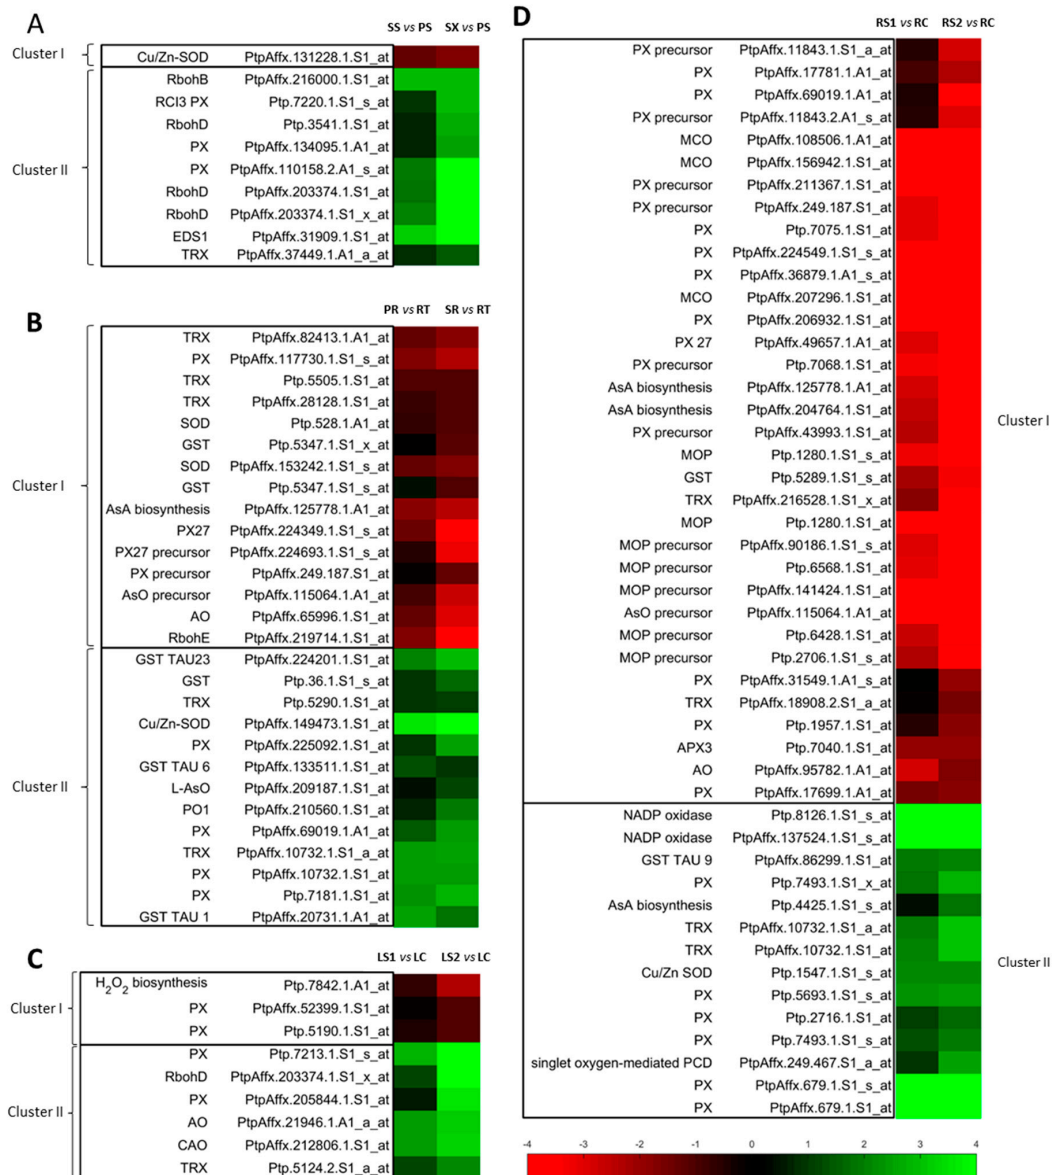 A
SS vs PS SX vs PS
Cluster I
Cu/Zn-SOD PtpAffx.131228.1.S1_at
RbohB PtpAffx.216000.1.S1_at
RCI3 PX Ptp.7220.1.S1_s_at
RbohD Ptp.3541.1.S1_at
PX PtpAffx.134095.1.A1_at
Cluster II
PX PtpAffx.110158.2.A1_s_at
RbohD PtpAffx.203374.1.S1_at
RbohD PtpAffx.203374.1.S1_x_at
EDS1 PtpAffx.31909.1.S1_at
TRX PtpAffx.37449.1.A1_a_at
B
PR vs RT SR vs RT
TRX PtpAffx.82413.1.A1_at
PX PtpAffx.117730.1.S1_s_at
TRX Ptp.5505.1.S1_at
TRX PtpAffx.28128.1.S1_at
SOD Ptp.528.1.A1_at
GST Ptp.5347.1.S1_x_at
Cluster I
SOD PtpAffx.153242.1.S1_s_at
GST Ptp.5347.1.S1_s_at
AsA biosynthesis PtpAffx.125778.1.A1_at
PX27 PtpAffx.224349.1.S1_s_at
PX27 precursor PtpAffx.224693.1.S1_s_at
PX precursor PtpAffx.249.187.S1_at
AsO precursor PtpAffx.115064.1.A1_at
AO PtpAffx.65996.1.S1_at
RbohE PtpAffx.219714.1.S1_at
GST TAU23 PtpAffx.224201.1.S1_at
GST Ptp.36.1.S1_s_at
TRX Ptp.5290.1.S1_at
Cu/Zn-SOD PtpAffx.149473.1.S1_at
PX PtpAffx.225092.1.S1_at
GST TAU 6 PtpAffx.133511.1.S1_at
Cluster II
L-AsO PtpAffx.209187.1.S1_at
PO1 PtpAffx.210560.1.S1_at
PX PtpAffx.69019.1.A1_at
TRX PtpAffx.10732.1.S1_a_at
PX PtpAffx.10732.1.S1_at
PX Ptp.7181.1.S1_at
GST TAU 1 PtpAffx.20731.1.A1_at
C
LS1 vs LC LS2 vs LC
H2O2 biosynthesis Ptp.7842.1.A1_at
Cluster I
PX PtpAffx.52399.1.S1_at
PX Ptp.5190.1.S1_at
PX Ptp.7213.1.S1_s_at
RbohD PtpAffx.203374.1.S1_x_at
PX PtpAffx.205844.1.S1_at
Cluster II
AO PtpAffx.21946.1.A1_a_at
CAO PtpAffx.212806.1.S1_at
TRX Ptp.5124.2.S1_a_at
D
RS1 vs RC RS2 vs RC
PX precursor PtpAffx.11843.1.S1_a_at
PX PtpAffx.17781.1.A1_at
PX PtpAffx.69019.1.A1_at
PX precursor PtpAffx.11843.2.A1_s_at
MCO PtpAffx.108506.1.A1_at
MCO PtpAffx.156942.1.S1_at
PX precursor PtpAffx.211367.1.S1_at
PX precursor PtpAffx.249.187.S1_at
PX Ptp.7075.1.S1_at
PX PtpAffx.224549.1.S1_s_at
PX PtpAffx.36879.1.A1_s_at
MCO PtpAffx.207296.1.S1_at
PX PtpAffx.206932.1.S1_at
PX 27 PtpAffx.49657.1.A1_at
PX precursor Ptp.7068.1.S1_at
AsA biosynthesis PtpAffx.125778.1.A1_at
AsA biosynthesis PtpAffx.204764.1.S1_at
Cluster I
PX precursor PtpAffx.43993.1.S1_at
MOP Ptp.1280.1.S1_s_at
GST Ptp.5289.1.S1_s_at
TRX PtpAffx.216528.1.S1_x_at
MOP Ptp.1280.1.S1_at
MOP precursor PtpAffx.90186.1.S1_s_at
MOP precursor Ptp.6568.1.S1_at
MOP precursor PtpAffx.141424.1.S1_at
AsO precursor PtpAffx.115064.1.A1_at
MOP precursor Ptp.6428.1.S1_at
MOP precursor Ptp.2706.1.S1_s_at
PX PtpAffx.31549.1.A1_s_at
TRX PtpAffx.18908.2.S1_a_at
PX Ptp.1957.1.S1_at
APX3 Ptp.7040.1.S1_at
AO PtpAffx.95782.1.A1_at
PX PtpAffx.17699.1.A1_at
NADP oxidase Ptp.8126.1.S1_s_at
NADP oxidase PtpAffx.137524.1.S1_s_at
GST TAU 9 PtpAffx.86299.1.S1_at
PX Ptp.7493.1.S1_x_at
AsA biosynthesis Ptp.4425.1.S1_s_at
TRX PtpAffx.10732.1.S1_a_at
TRX PtpAffx.10732.1.S1_at
Cluster II
Cu/Zn SOD Ptp.1547.1.S1_s_at
PX Ptp.5693.1.S1_s_at
PX Ptp.2716.1.S1_at
PX Ptp.7493.1.S1_s_at
singlet oxygen-mediated PCD PtpAffx.249.467.S1_a_at
PX PtpAffx.679.1.S1_s_at
PX PtpAffx.679.1.S1_at
-4 -3 -2 -1 0 1 2 3 4